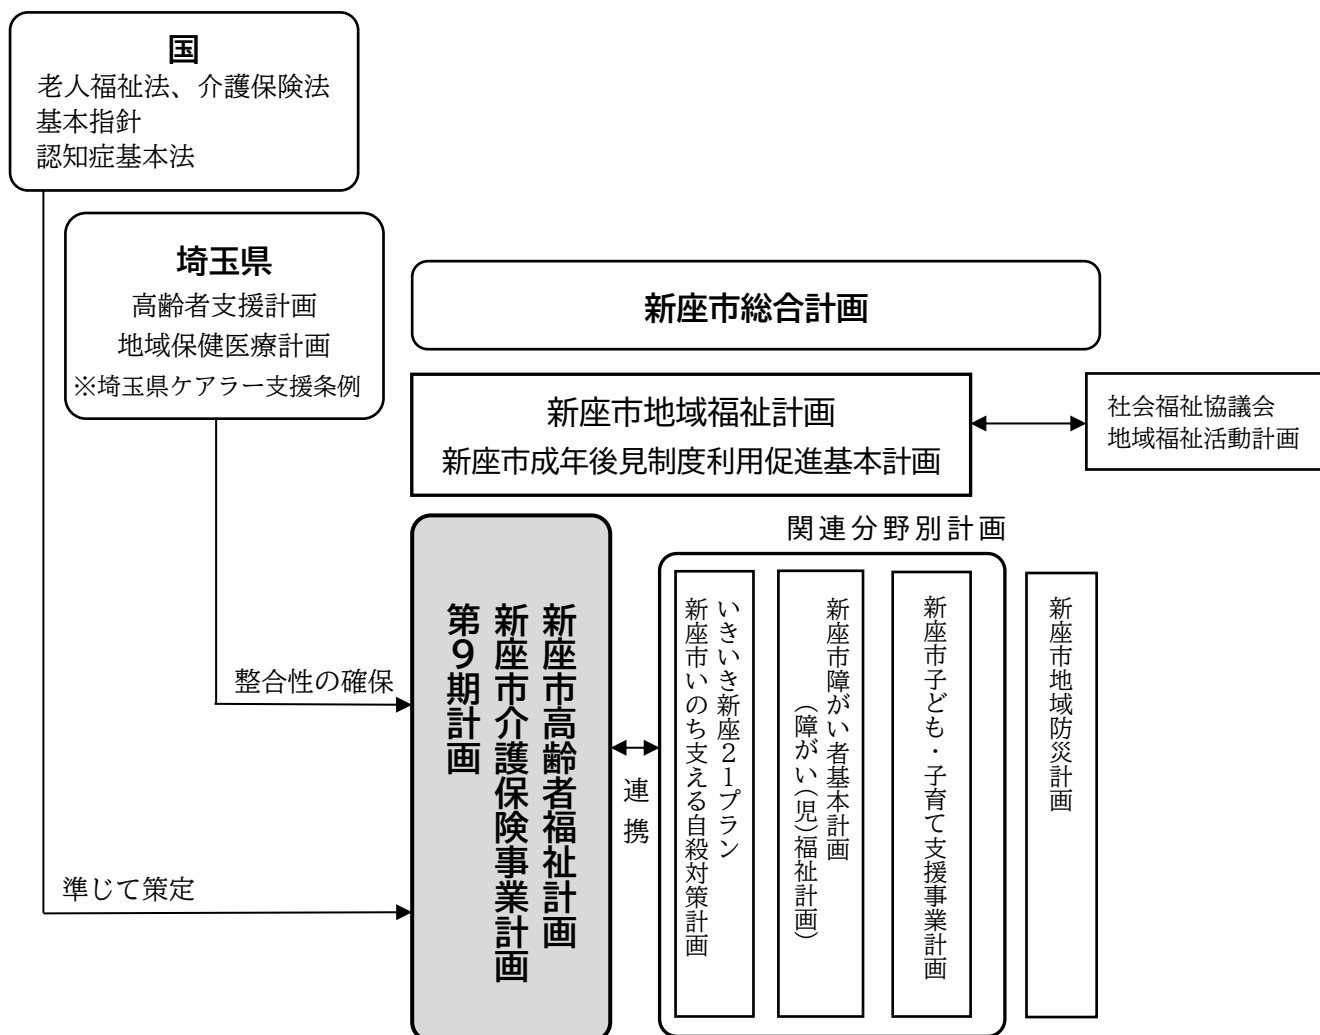 国
老人福祉法、介護保険法
基本指針
認知症基本法
埼玉県
高齢者支援計画
地域保健医療計画
※埼玉県ケアラー支援条例
新座市総合計画
新座市地域福祉計画
新座市成年後見制度利用促進基本計画
社会福祉協議会
地域福祉活動計画
整合性の確保
準じて策定
新座市高齢者福祉計画
新座市介護保険事業計画
第９期計画
連携
関連分野別計画
いきいき新座２１プラン
新座市いのち支える自殺対策計画
新座市障がい者基本計画
（障がい（児）福祉計画）
新座市子ども・子育て支援事業計画
新座市地域防災計画